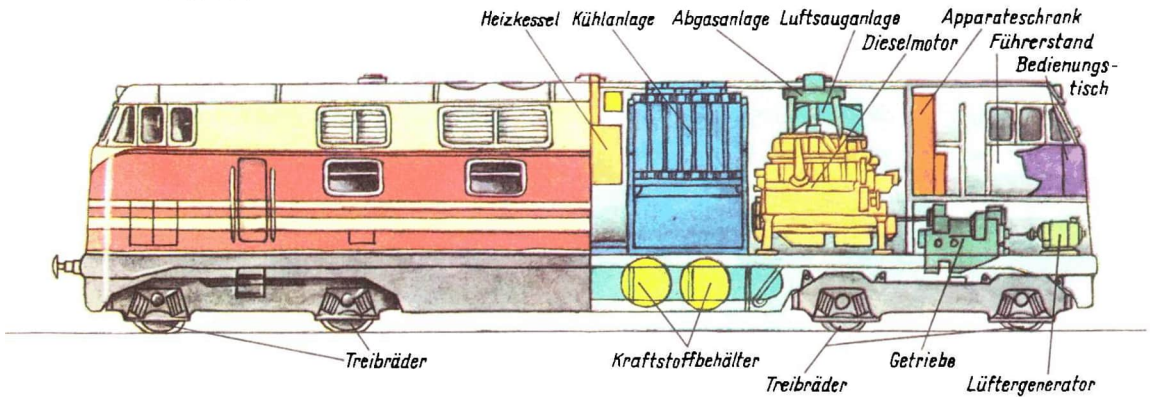 Heizkessel Kühlanlage Abgasanlage Luftsauganlage Apparateschrank
Dieselmotor Führerstand
Bedienungs-
tisch
Treibräder Kraftstoffbehälter Getriebe
Treibräder Lüftergenerator